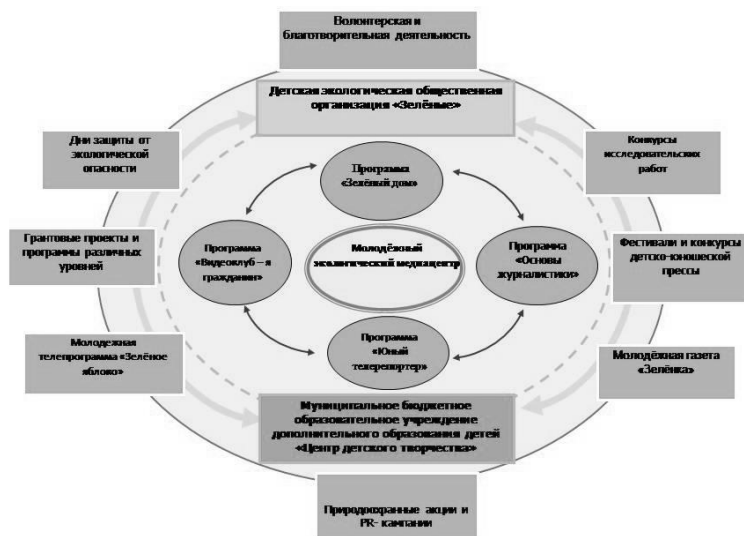 Волонтерская и
благотворительная деятельность
Детская экологическая общественная
организация «Зелёные»
Дни защиты от
экологической
опасности
Конкурсы
исследовательских
работ
Программа
«Зелёный дом»
Грантовые проекты и
программы различных
уровней
Программа
«Видеоклуб – я
гражданин»
Молодёжный
экологический медиацентр
Программа
«Основы
журналистики»
Фестивали и конкурсы
детско-юношеской
прессы
Молодежная
телепрограмма «Зелёное
яблоко»
Программа
«Юный
телерепортер»
Молодёжная газета
«Зелёнка»
Муниципальное бюджетное
образовательное учреждение
дополнительного образования детей
«Центр детского творчества»
Природоохранные акции и
PR- кампании